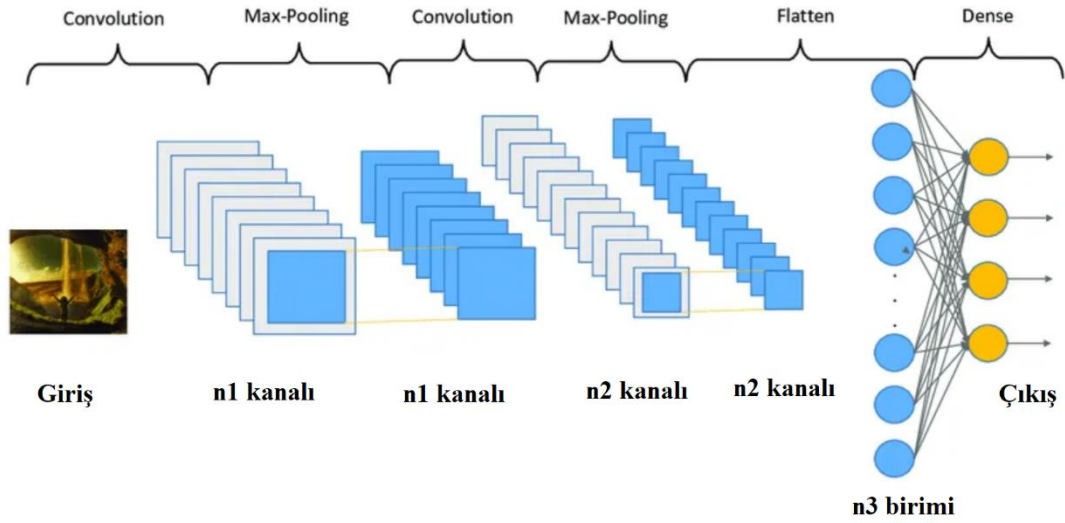 Convolution
Max-Pooling
Convolution
Max-Pooling
Flatten
Dense
Giriş
n1 kanalı
n1 kanalı
n2 kanalı
n2 kanalı
Çıkış
n3 birimi